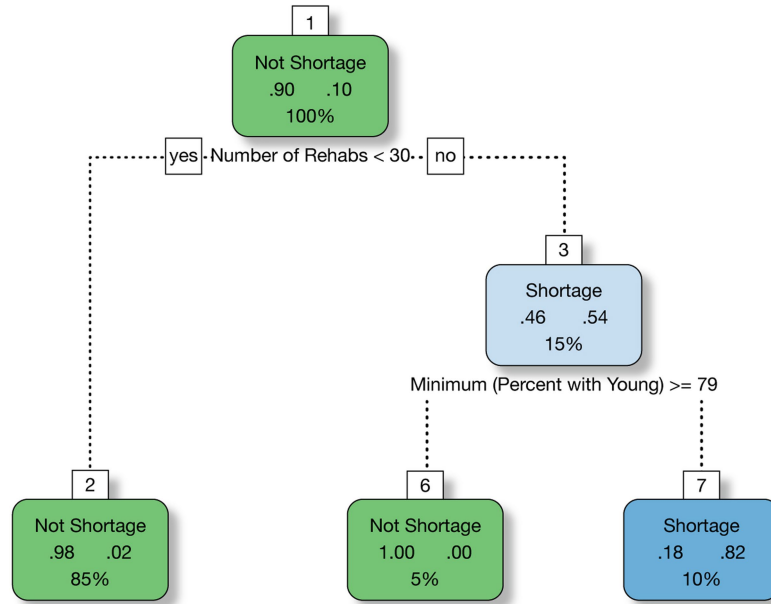 1
Not Shortage
.90 .10
100%
yes Number of Rehabs < 30 no
3
Shortage
.46 .54
15%
Minimum (Percent with Young) >= 79
2
Not Shortage
.98 .02
85%
6
Not Shortage
1.00 .00
5%
7
Shortage
.18 .82
10%